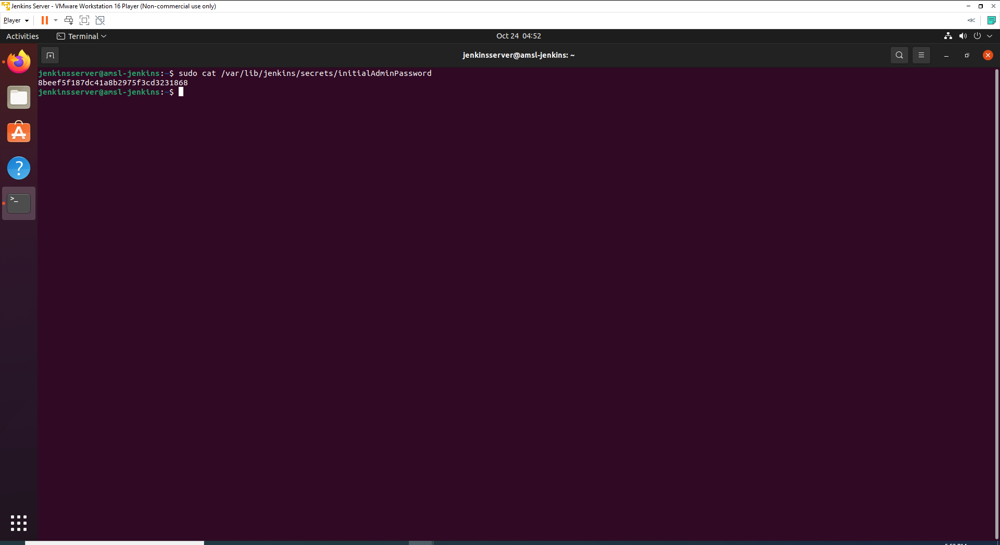 Jenkins Server - VMware Workstation 16 Player (Non-commercial use only)
Player
Activities
Terminal
Oct 24 04:52
jenkinsserver@amsl-jenkins: ~
jenkinsserver@amsl-jenkins:~$ sudo cat /var/lib/jenkins/secrets/initialAdminPassword
8beef5f187dc41a8b2975f3cd3231868
jenkinsserver@amsl-jenkins:~$